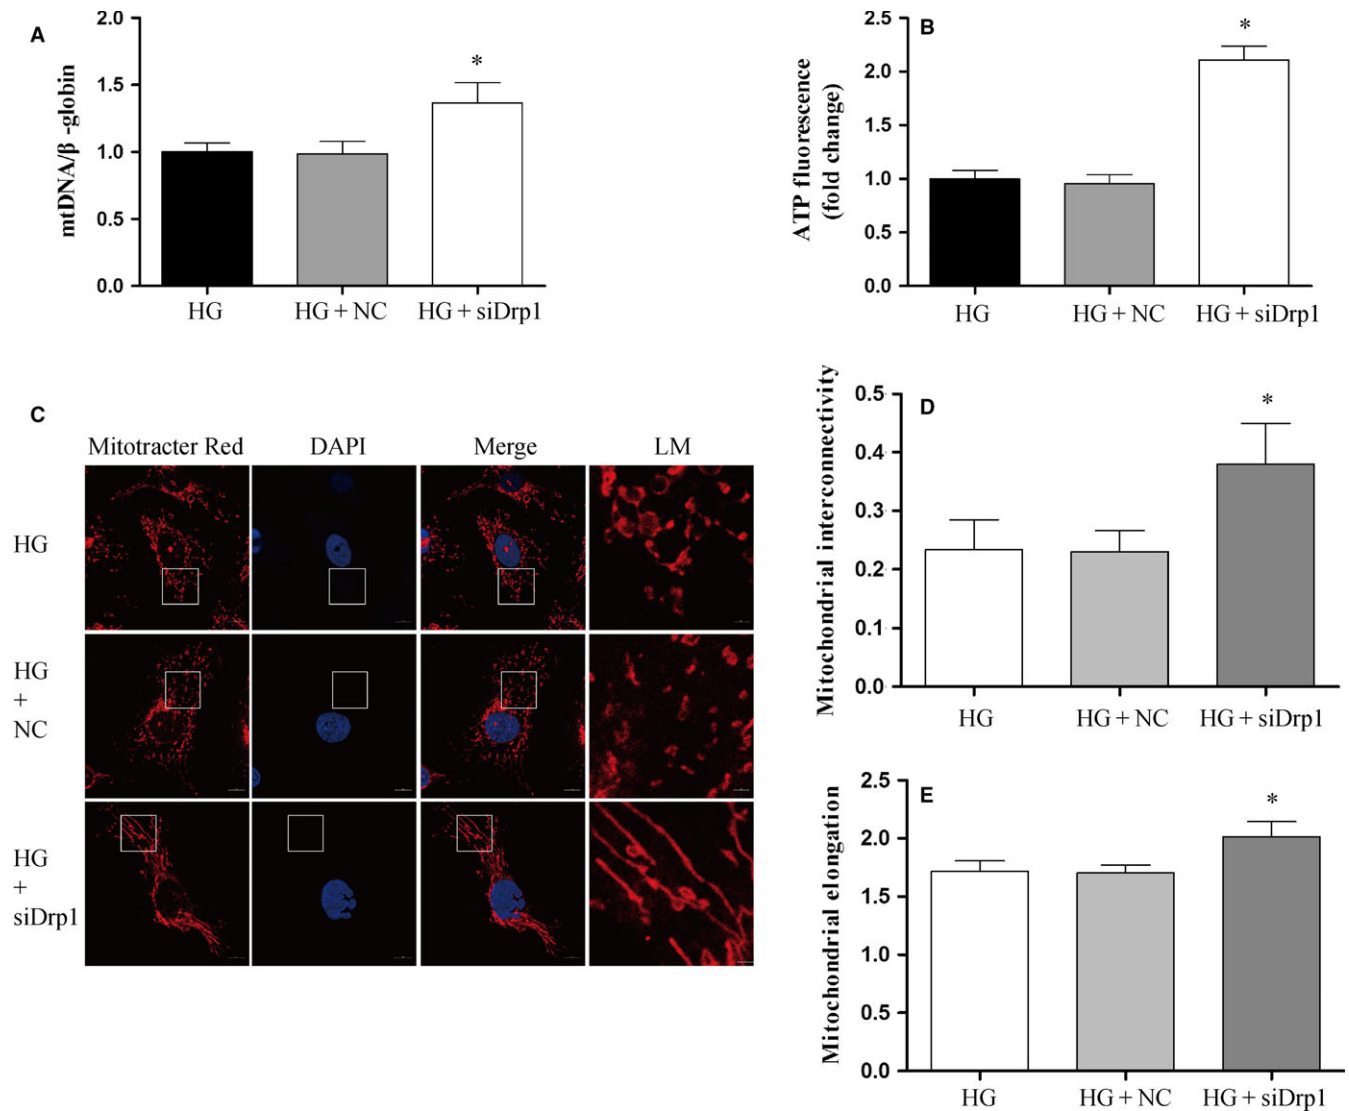 A
mtDNA/β -globin
2.0
1.5
1.0
0.5
0.0
*
HG
HG + NC
HG + siDrp1
B
ATP fluorescence
(fold change)
2.5
2.0
1.5
1.0
0.5
0.0
*
HG
HG + NC
HG + siDrp1
C
Mitotracter Red
DAPI
Merge
LM
HG
HG
+
NC
HG
+
siDrp1
D
Mitochondrial interconnectivity
0.5
0.4
0.3
0.2
0.1
0.0
*
HG
HG + NC
HG + siDrp1
E
Mitochondrial elongation
2.5
2.0
1.5
1.0
0.5
0.0
*
HG
HG + NC
HG + siDrp1